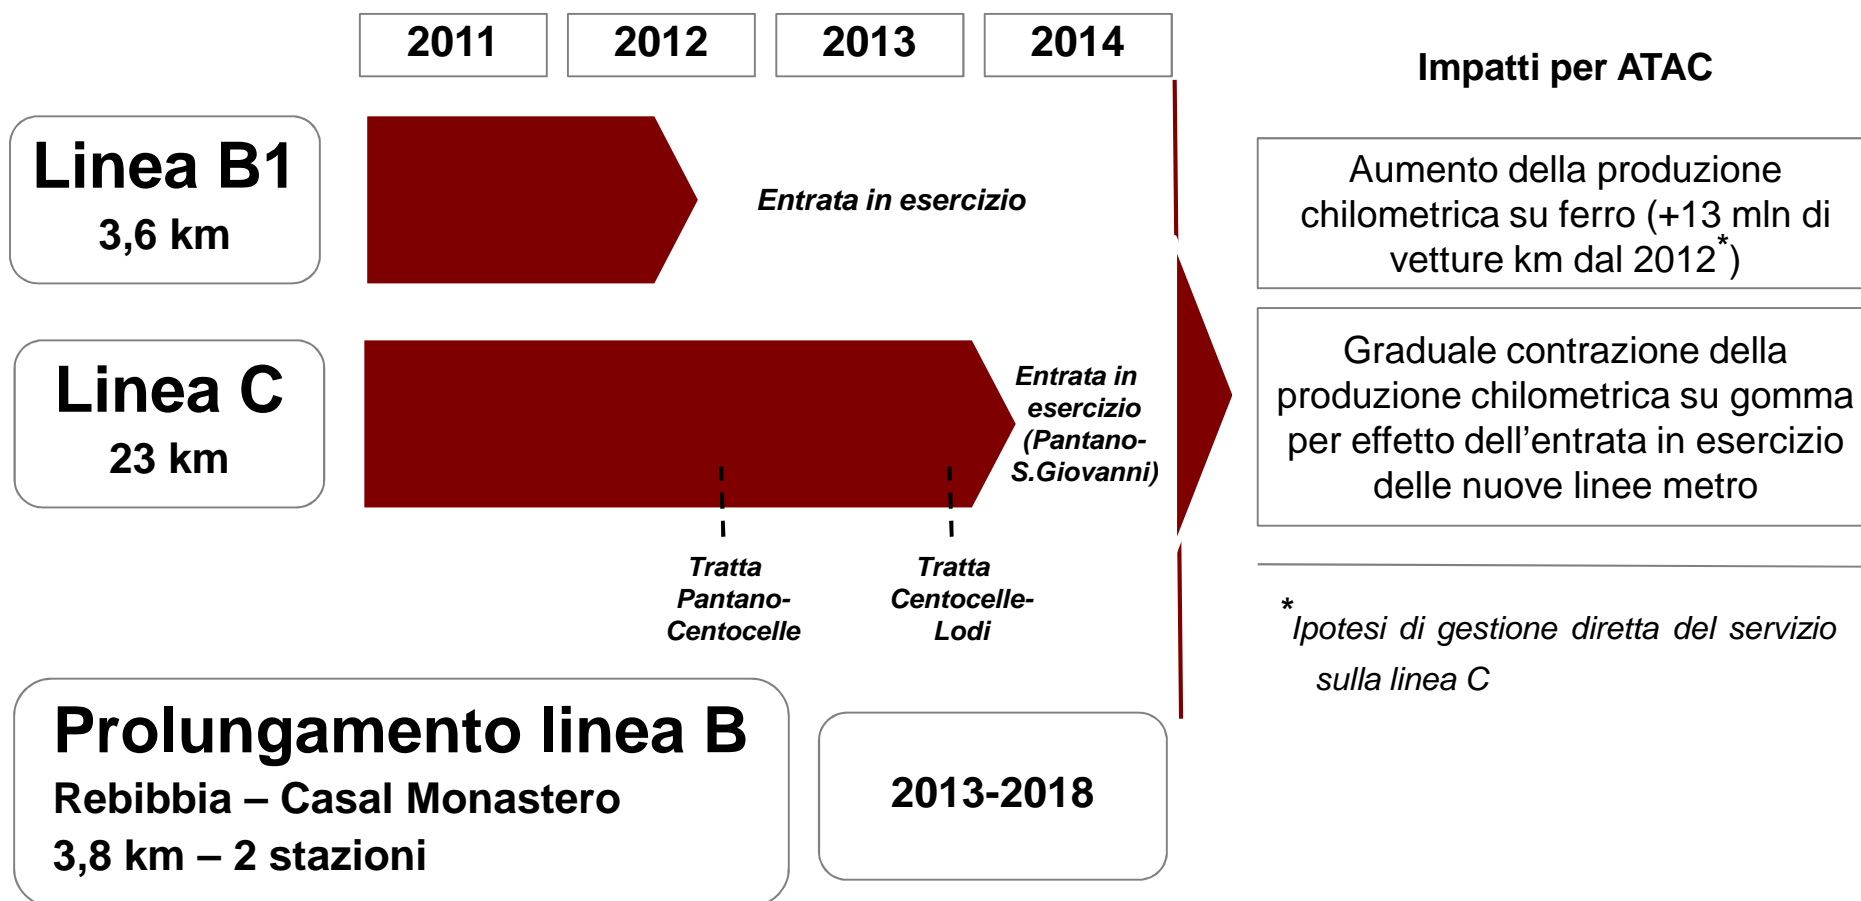 2011
2012
2013
2014
Impatti per ATAC
Linea B1
3,6 km
Entrata in esercizio
Aumento della produzione
chilometrica su ferro (+13 mln di
vetture km dal 2012*)
Linea C
23 km
Entrata in
esercizio
(Pantano-
S.Giovanni)
Graduale contrazione della
produzione chilometrica su gomma
per effetto dell’entrata in esercizio
delle nuove linee metro
Tratta
Pantano-
Centocelle
Tratta
Centocelle-
Lodi
*Ipotesi di gestione diretta del servizio
sulla linea C
Prolungamento linea B
Rebibbia – Casal Monastero
3,8 km – 2 stazioni
2013-2018